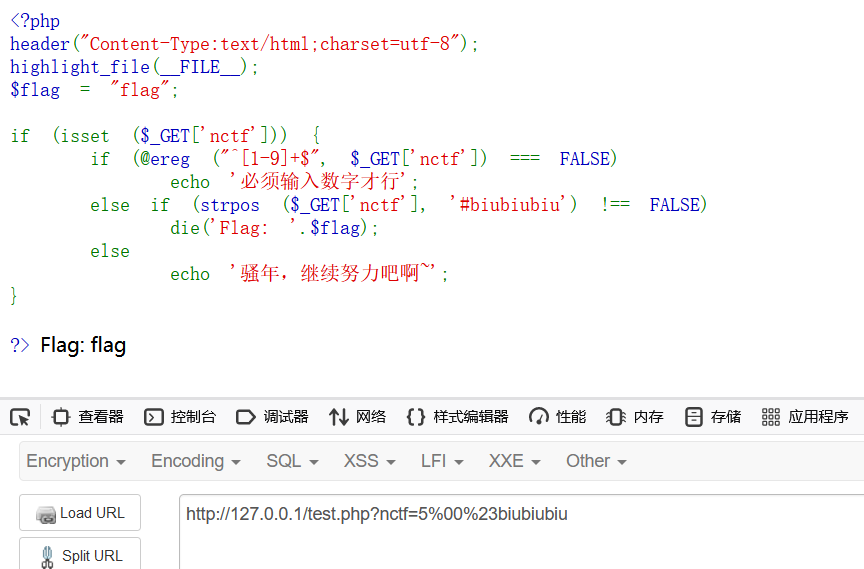 <?php
header("Content-Type:text/html;charset=utf-8");
highlight_file(__FILE__);
$flag = "flag";
if (isset ($_GET['nctf'])) {
if (@ereg ("^[1-9]+$", $_GET['nctf']) === FALSE)
echo '必须输入数字才行';
else if (strpos ($_GET['nctf'], '#biubiubiu') !== FALSE)
die('Flag: '.$flag);
else
echo '骚年，继续努力吧啊~';
}
?> Flag: flag
查看器 控制台 调试器 网络 样式编辑器 性能 内存 存储 应用程序
Encryption Encoding SQL XSS LFI XXE Other
Load URL http://127.0.0.1/test.php?nctf=5%00%23biubiubiu
Split URL